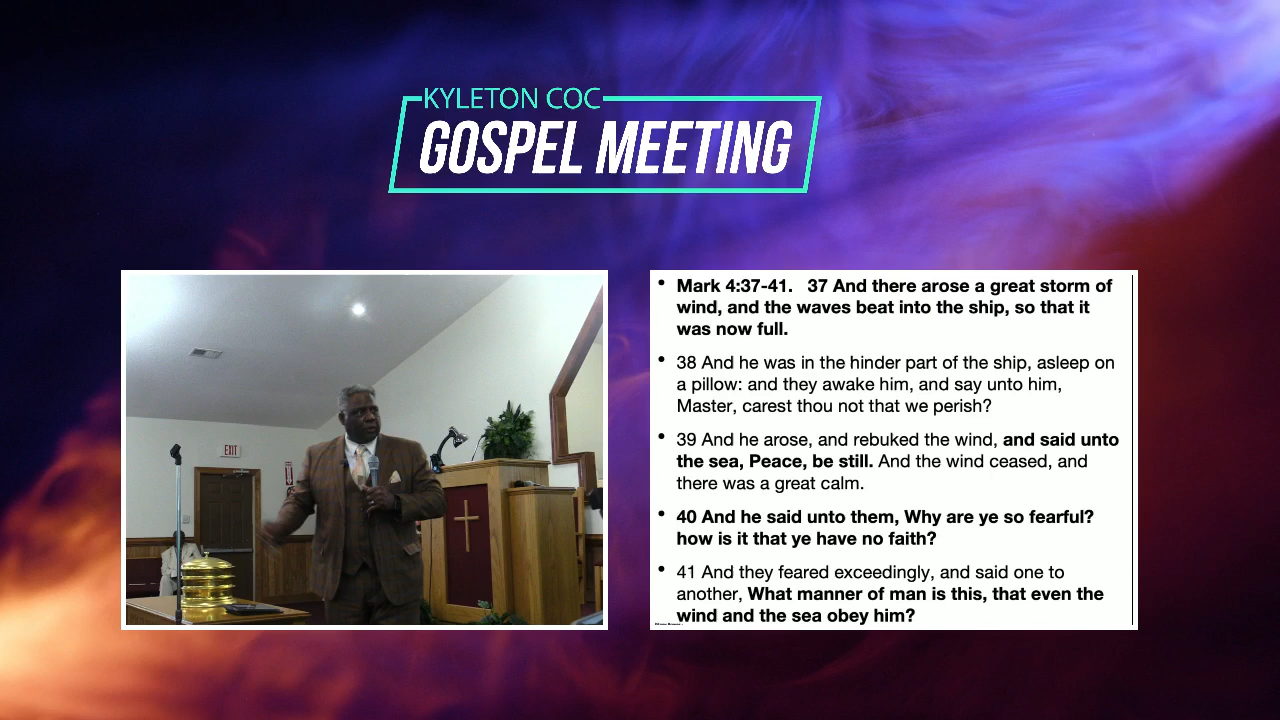 KYLETON COC
GOSPEL MEETING
EXIT
• Mark 4:37-41.   37 And there arose a great storm of
wind, and the waves beat into the ship, so that it
was now full.
• 38 And he was in the hinder part of the ship, asleep on
a pillow: and they awake him, and say unto him,
Master, carest thou not that we perish?
• 39 And he arose, and rebuked the wind, and said unto
the sea, Peace, be still. And the wind ceased, and
there was a great calm.
• 40 And he said unto them, Why are ye so fearful?
how is it that ye have no faith?
• 41 And they feared exceedingly, and said one to
another, What manner of man is this, that even the
wind and the sea obey him?